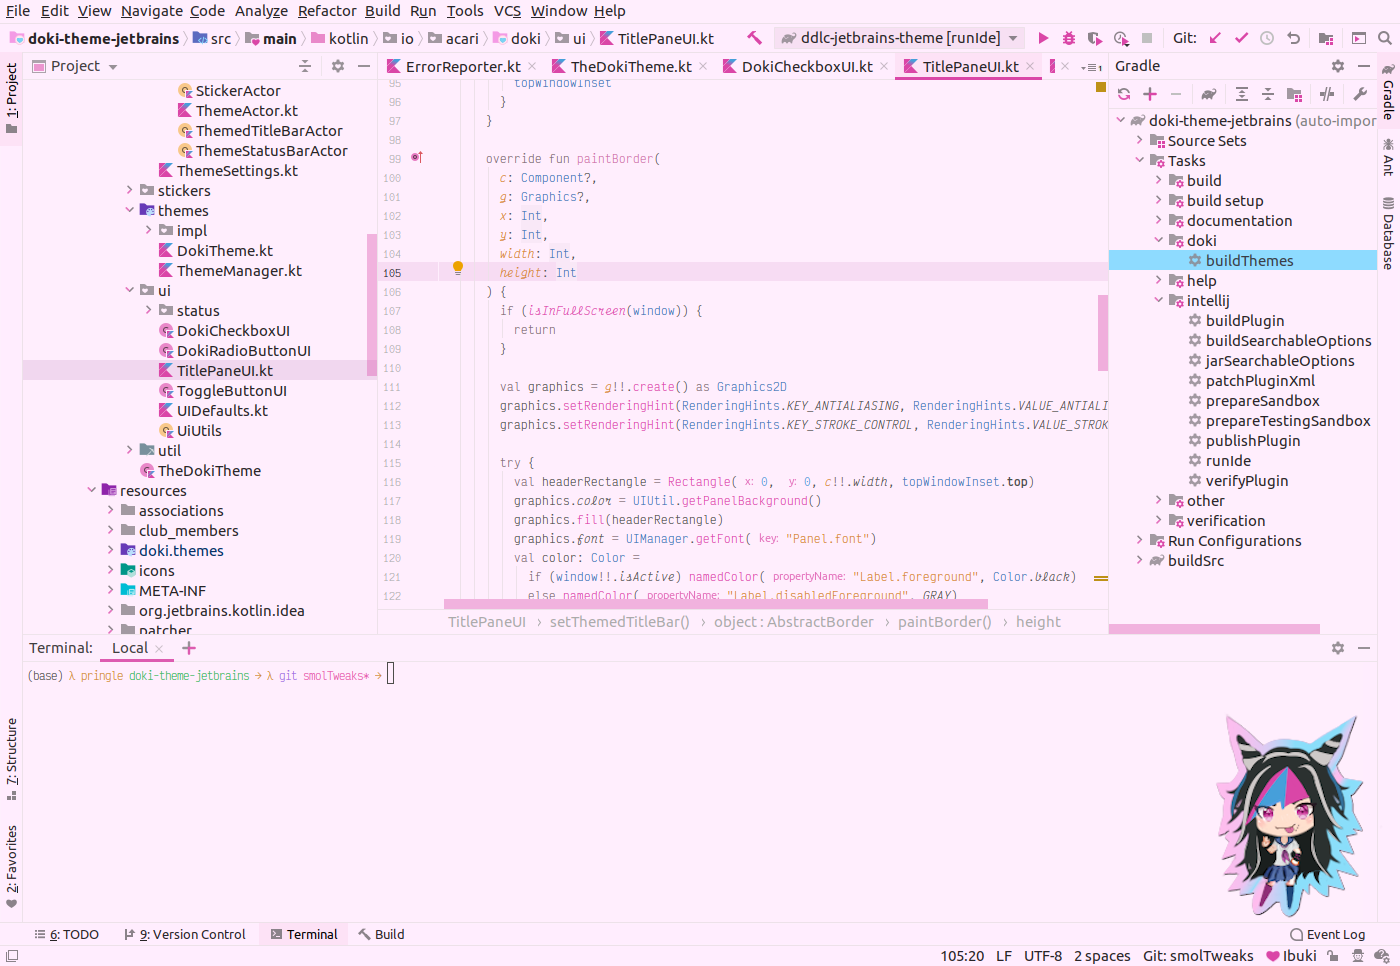 File Edit View Navigate Code Analyze Refactor Build Run Tools VCS Window Help
doki-theme-jetbrains src main kotlin io acari doki ui TitlePaneUI.kt ddlc-jetbrains-theme [runIde] Git:
1: Project
7: Structure
2: Favorites
Project
StickerActor
ThemeActor.kt
ThemedTitleBarActor
ThemeStatusBarActor
ThemeSettings.kt
stickers
themes
impl
DokiTheme.kt
ThemeManager.kt
ui
status
DokiCheckboxUI
DokiRadioButtonUI
TitlePaneUI.kt
ToggleButtonUI
UIDefaults.kt
UiUtils
util
TheDokiTheme
resources
associations
club_members
doki.themes
icons
META-INF
org.jetbrains.kotlin.idea
patcher
ErrorReporter.kt TheDokiTheme.kt DokiCheckboxUI.kt TitlePaneUI.kt
95 topWindowInset
96 }
97 }
98
99 override fun paintBorder(
100 c: Component?,
101 g: Graphics?,
102 x: Int,
103 y: Int,
104 width: Int,
105 height: Int
106 ) {
107 if (isInFullScreen(window)) {
108 return
109 }
110
111 val graphics = g!!.create() as Graphics2D
112 graphics.setRenderingHint(RenderingHints.KEY_ANTIALIASING, RenderingHints.VALUE_ANTIALI
113 graphics.setRenderingHint(RenderingHints.KEY_STROKE_CONTROL, RenderingHints.VALUE_STROK
114
115 try {
116 val headerRectangle = Rectangle( x: 0, y: 0, c!!.width, topWindowInset.top)
117 graphics.color = UIUtil.getPanelBackground()
118 graphics.fill(headerRectangle)
119 graphics.font = UIManager.getFont( key: "Panel.font")
120 val color: Color =
121 if (window!!.isActive) namedColor( propertyName: "Label.foreground", Color.black)
122 else namedColor( propertyName: "Label.disabledForeground", GRAY)
TitlePaneUI setThemedTitleBar() object : AbstractBorder paintBorder() height
Gradle
doki-theme-jetbrains (auto-impor
Source Sets
Tasks
build
build setup
documentation
doki
buildThemes
help
intellij
buildPlugin
buildSearchableOptions
jarSearchableOptions
patchPluginXml
prepareSandbox
prepareTestingSandbox
publishPlugin
runIde
verifyPlugin
other
verification
Run Configurations
buildSrc
Gradle
Ant
Database
Terminal: Local
(base) λ pringle doki-theme-jetbrains → λ git smolTweaks* →
6: TODO 9: Version Control Terminal Build Event Log
105:20 LF UTF-8 2 spaces Git: smolTweaks Ibuki